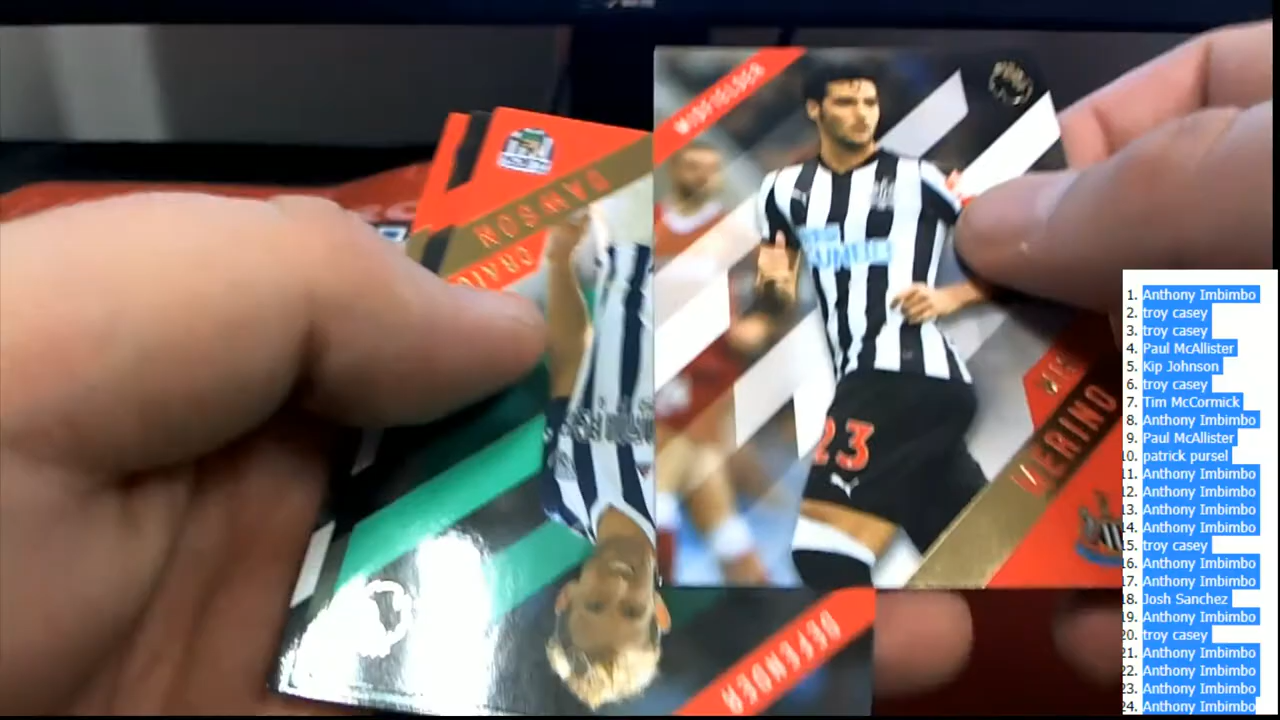 MIDFIELDER
MERINO
23
DAWSON
CRAIG
DEFENDER
1. Anthony Imbimbo
2. troy casey
3. troy casey
4. Paul McAllister
5. Kip Johnson
6. troy casey
7. Tim McCormick
8. Anthony Imbimbo
9. Paul McAllister
10. patrick pursel
11. Anthony Imbimbo
12. Anthony Imbimbo
13. Anthony Imbimbo
14. Anthony Imbimbo
15. troy casey
16. Anthony Imbimbo
17. Anthony Imbimbo
18. Josh Sanchez
19. Anthony Imbimbo
20. troy casey
21. Anthony Imbimbo
22. Anthony Imbimbo
23. Anthony Imbimbo
24. Anthony Imbimbo